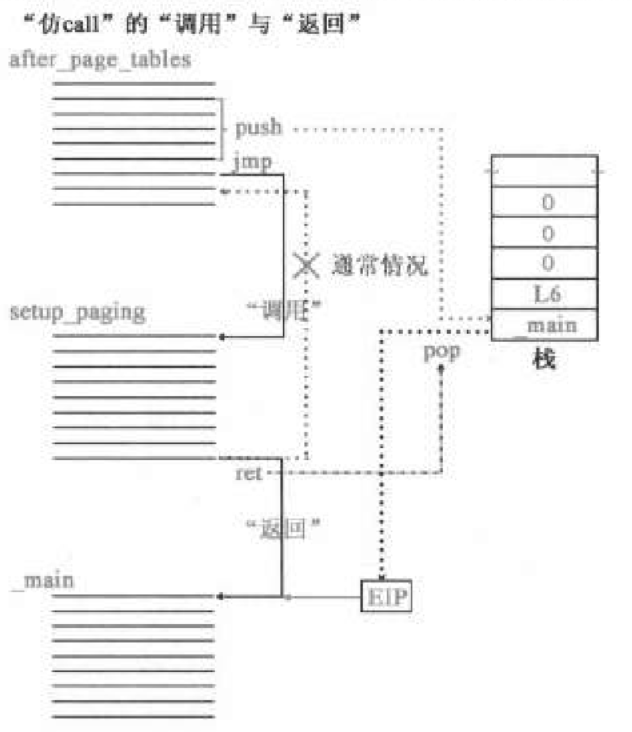 “仿call”的“调用”与“返回”
after_page_tables
push
jmp
0
0
0
通常情况
L6
setup_paging
“调用”
_main
pop
栈
ret
“返回”
_main
EIP